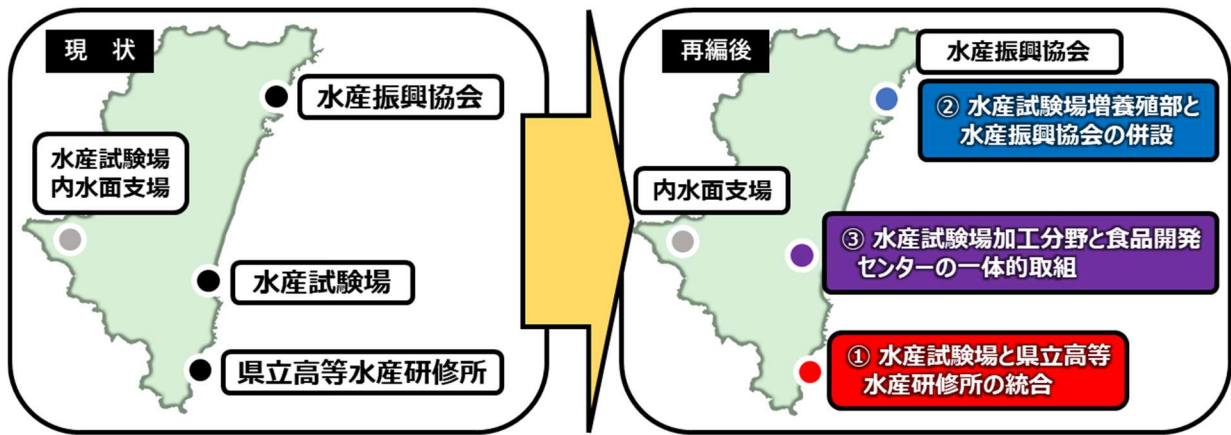 現　状
水産振興協会
水産試験場
内水面支場
水産試験場
県立高等水産研修所
再編後
水産振興協会
② 水産試験場増養殖部と
水産振興協会の併設
内水面支場
③ 水産試験場加工分野と食品開発
センターの一体的取組
① 水産試験場と県立高等
水産研修所の統合